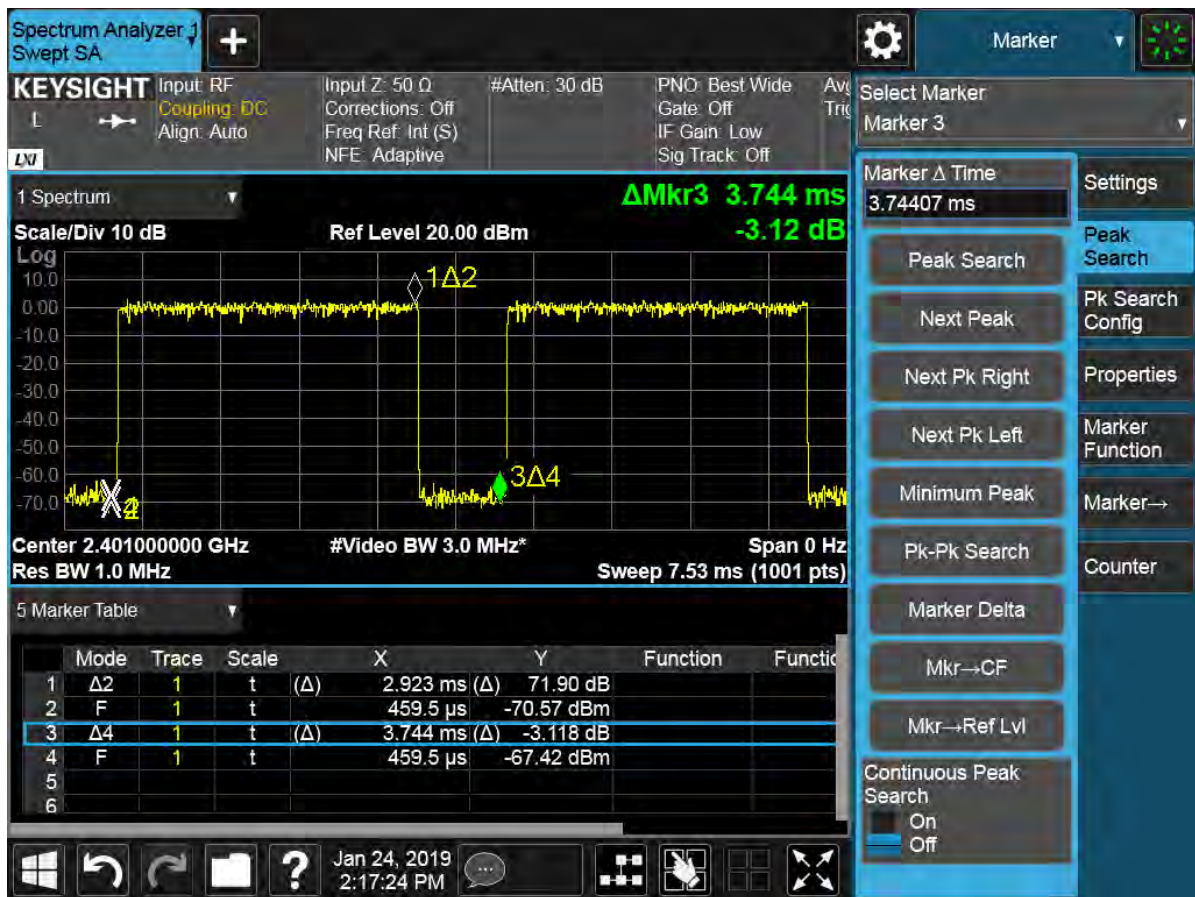 Spectrum Analyzer 1
Swept SA
Marker
KEYSIGHT Input: RF Input Z: 50 Ω #Atten: 30 dB PNO: Best Wide
L Coupling: DC Corrections: Off Gate: Off
Align: Auto Freq Ref: Int (S) IF Gain: Low
LXI NFE: Adaptive Sig Track: Off
Select Marker
Marker 3
1 Spectrum
ΔMkr3 3.744 ms
-3.12 dB
Scale/Div 10 dB Ref Level 20.00 dBm
Log
10.0
0.00
-10.0
-20.0
-30.0
-40.0
-50.0
-60.0
-70.0
1Δ2
3Δ4
Center 2.401000000 GHz #Video BW 3.0 MHz* Span 0 Hz
Res BW 1.0 MHz Sweep 7.53 ms (1001 pts)
5 Marker Table
Mode Trace Scale X Y Function
1 Δ2 1 t (Δ) 2.923 ms (Δ) 71.90 dB
2 F 1 t 459.5 µs -70.57 dBm
3 Δ4 1 t (Δ) 3.744 ms (Δ) -3.118 dB
4 F 1 t 459.5 µs -67.42 dBm
5
6
Marker Δ Time
3.74407 ms
Peak Search
Next Peak
Next Pk Right
Next Pk Left
Minimum Peak
Pk-Pk Search
Marker Delta
Mkr→CF
Mkr→Ref Lvl
Continuous Peak
Search
On
Off
Settings
Peak
Search
Pk Search
Config
Properties
Marker
Function
Marker→
Counter
?
Jan 24, 2019
2:17:24 PM